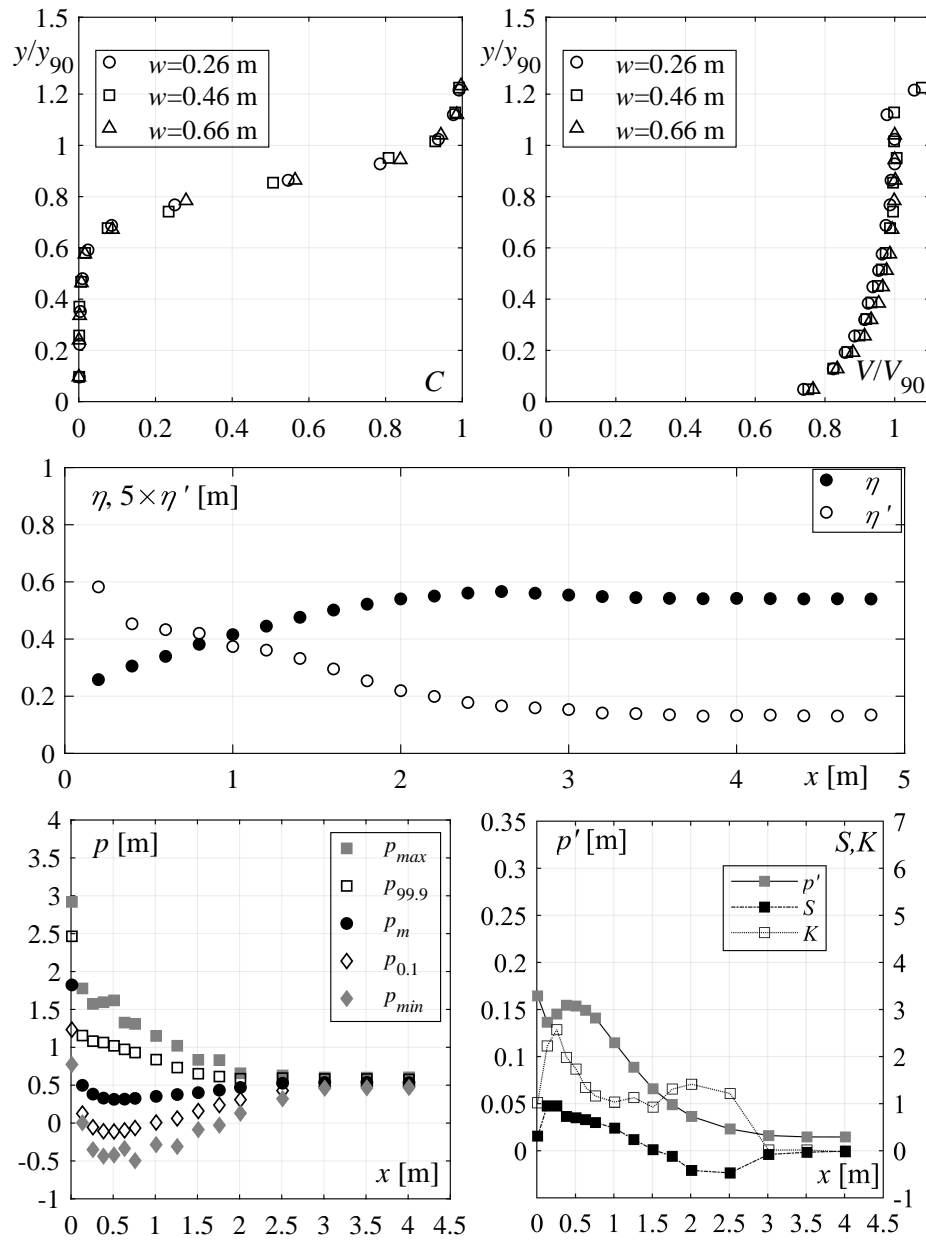 1.5
y/y90
1.2
1
0.8
0.6
0.4
0.2
0
w=0.26 m
w=0.46 m
w=0.66 m
C
0 0.2 0.4 0.6 0.8 1
1.5
y/y90
1.2
1
0.8
0.6
0.4
0.2
0
w=0.26 m
w=0.46 m
w=0.66 m
V/V90
0 0.2 0.4 0.6 0.8 1
1
0.8
0.6
0.4
0.2
0
η, 5×η ' [m]
η
η '
0 1 2 3 4 x [m] 5
4
3.5
3
2.5
2
1.5
1
0.5
0
-0.5
-1
p [m]
pmax
p99.9
pm
p0.1
pmin
x [m]
0 0.5 1 1.5 2 2.5 3 3.5 4 4.5
0.35
0.3
0.25
0.2
0.15
0.1
0.05
0
p' [m]
S,K
p'
S
K
7
6
5
4
3
2
1
0
-1
x [m]
0 0.5 1 1.5 2 2.5 3 3.5 4 4.5